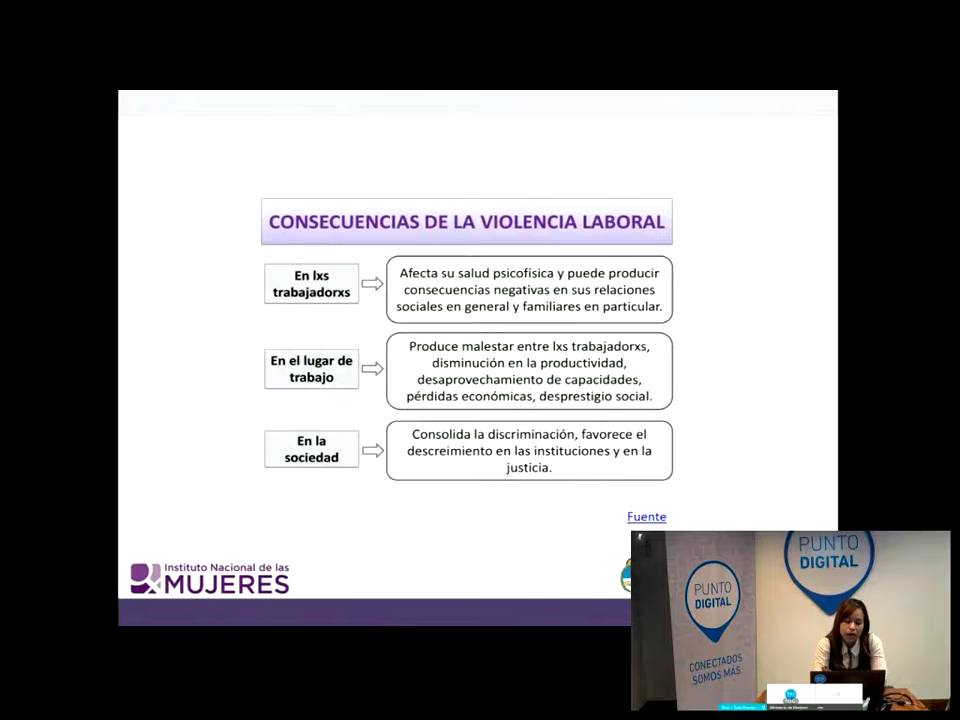 CONSECUENCIAS DE LA VIOLENCIA LABORAL
En lxs
trabajadorxs
Afecta su salud psicofísica y puede producir
consecuencias negativas en sus relaciones
sociales en general y familiares en particular.
En el lugar de
trabajo
Produce malestar entre lxs trabajadorxs,
disminución en la productividad,
desaprovechamiento de capacidades,
pérdidas económicas, desprestigio social.
En la
sociedad
Consolida la discriminación, favorece el
descreimiento en las instituciones y en la
justicia.
Fuente
Instituto Nacional de las
MUJERES
PUNTO
DIGITAL
CONECTADOS
SOMOS MÁS
PUNTO
DIGITAL